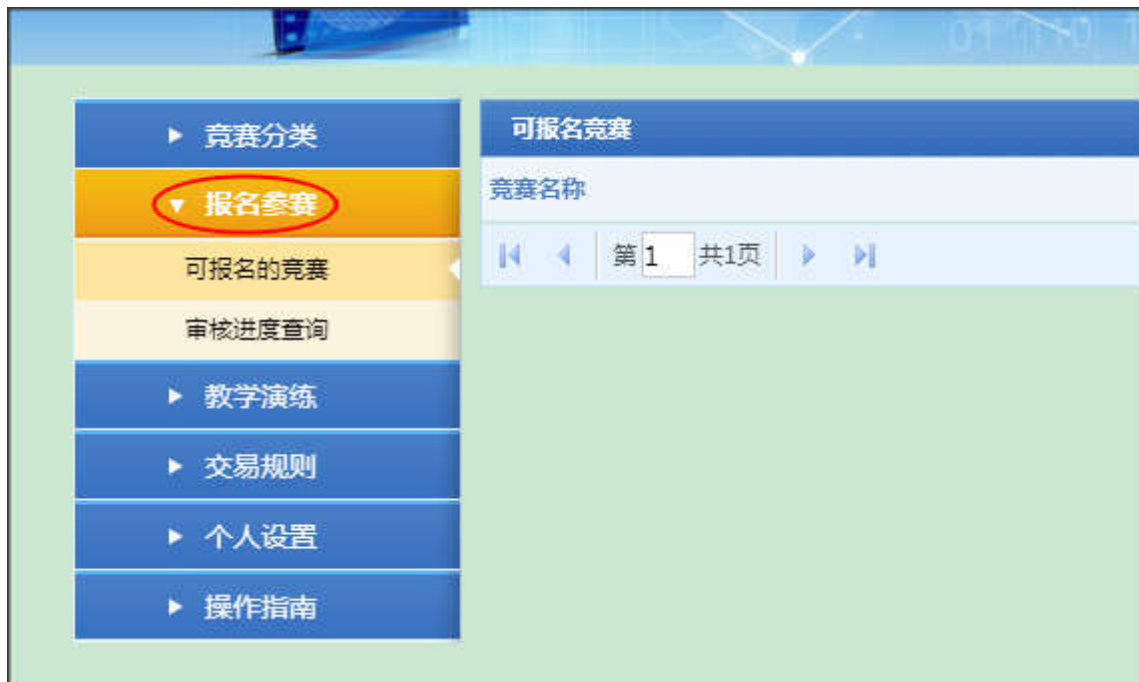 竞赛分类
报名参赛
可报名的竞赛
审核进度查询
教学演练
交易规则
个人设置
操作指南
可报名竞赛
竞赛名称
第1 共1页